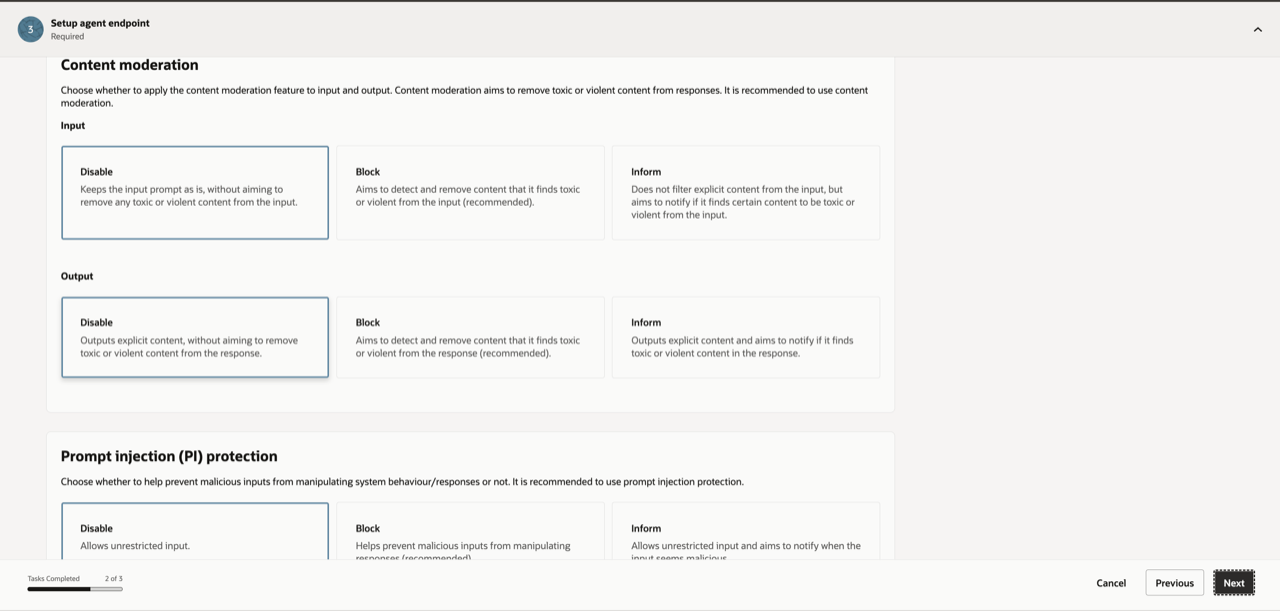 3
Setup agent endpoint
Required
Content moderation
Choose whether to apply the content moderation feature to input and output. Content moderation aims to remove toxic or violent content from responses. It is recommended to use content
moderation.
Input
Disable
Keeps the input prompt as is, without aiming to
remove any toxic or violent content from the input.
Block
Aims to detect and remove content that it finds toxic
or violent from the input (recommended).
Inform
Does not filter explicit content from the input, but
aims to notify if it finds certain content to be toxic or
violent from the input.
Output
Disable
Outputs explicit content, without aiming to remove
toxic or violent content from the response.
Block
Aims to detect and remove content that it finds toxic
or violent from the response (recommended).
Inform
Outputs explicit content and aims to notify if it finds
toxic or violent content in the response.
Prompt injection (PI) protection
Choose whether to help prevent malicious inputs from manipulating system behaviour/responses or not. It is recommended to use prompt injection protection.
Disable
Allows unrestricted input.
Block
Helps prevent malicious inputs from manipulating
responses (recommended)
Inform
Allows unrestricted input and aims to notify when the
input seems malicious
Tasks Completed
2 of 3
Cancel
Previous
Next